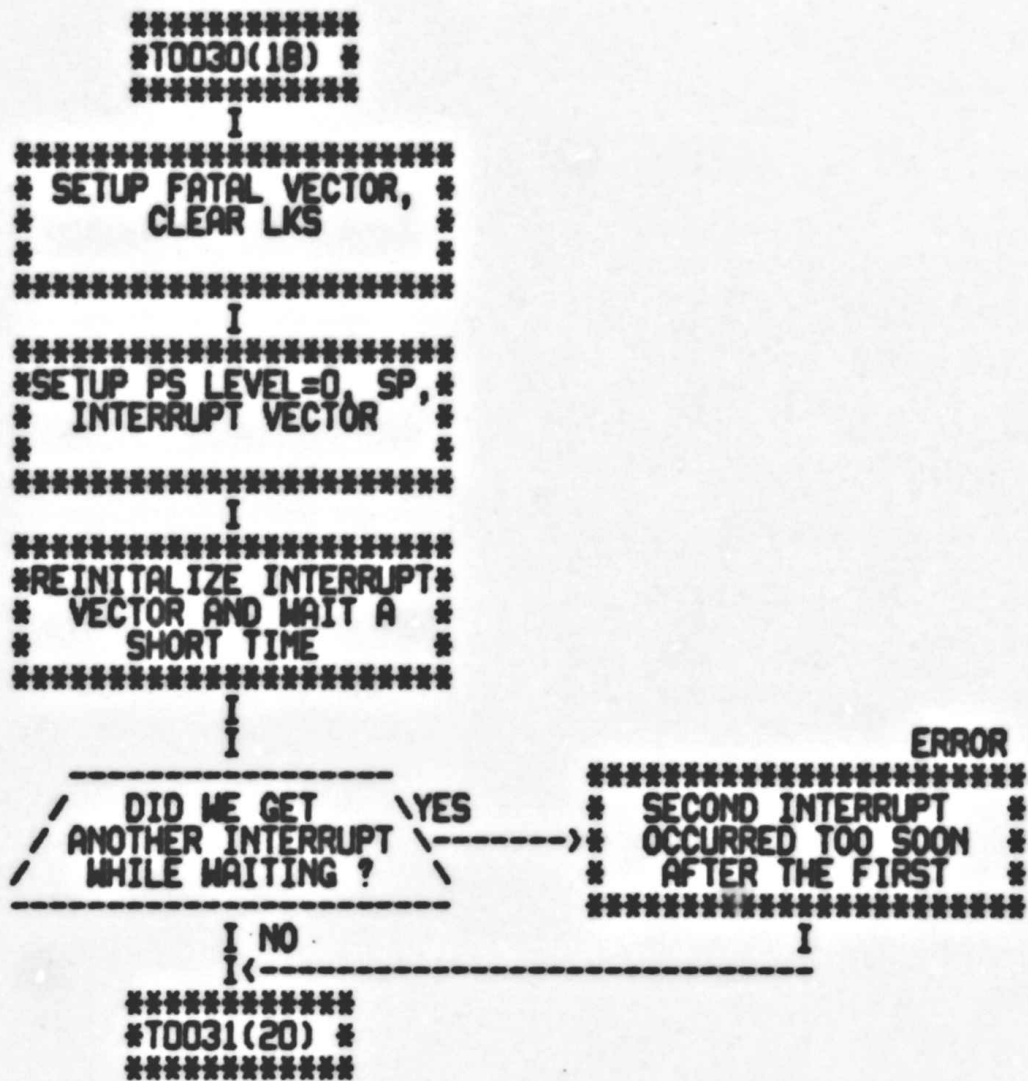 ************
*T0030(18) *
************
I
***********************
* SETUP FATAL VECTOR, *
* CLEAR LKS *
* *
***********************
I
***********************
*SETUP PS LEVEL=0, SP,*
* INTERRUPT VECTOR *
* *
***********************
I
***********************
*REINITALIZE INTERRUPT*
* VECTOR AND WAIT A *
* SHORT TIME *
***********************
I
I
ERROR
DID WE GET
ANOTHER INTERRUPT
WHILE WAITING ?
YES
***********************
* SECOND INTERRUPT *
* OCCURRED TOO SOON *
* AFTER THE FIRST *
***********************
I NO
I
I<-----------------------------
************
*T0031(20) *
************